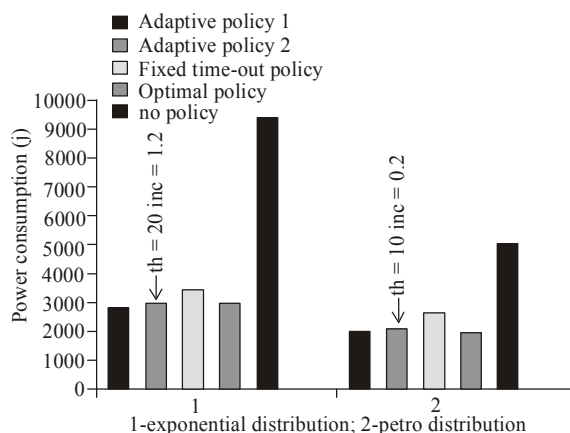 Adaptive policy 1
Adaptive policy 2
Fixed time-out policy
Optimal policy
no policy
Power consumption (j)
10000
9000
8000
7000
6000
5000
4000
3000
2000
1000
0
th = 20 inc = 1.2
th = 10 inc = 0.2
1
2
1-exponential distribution; 2-petro distribution